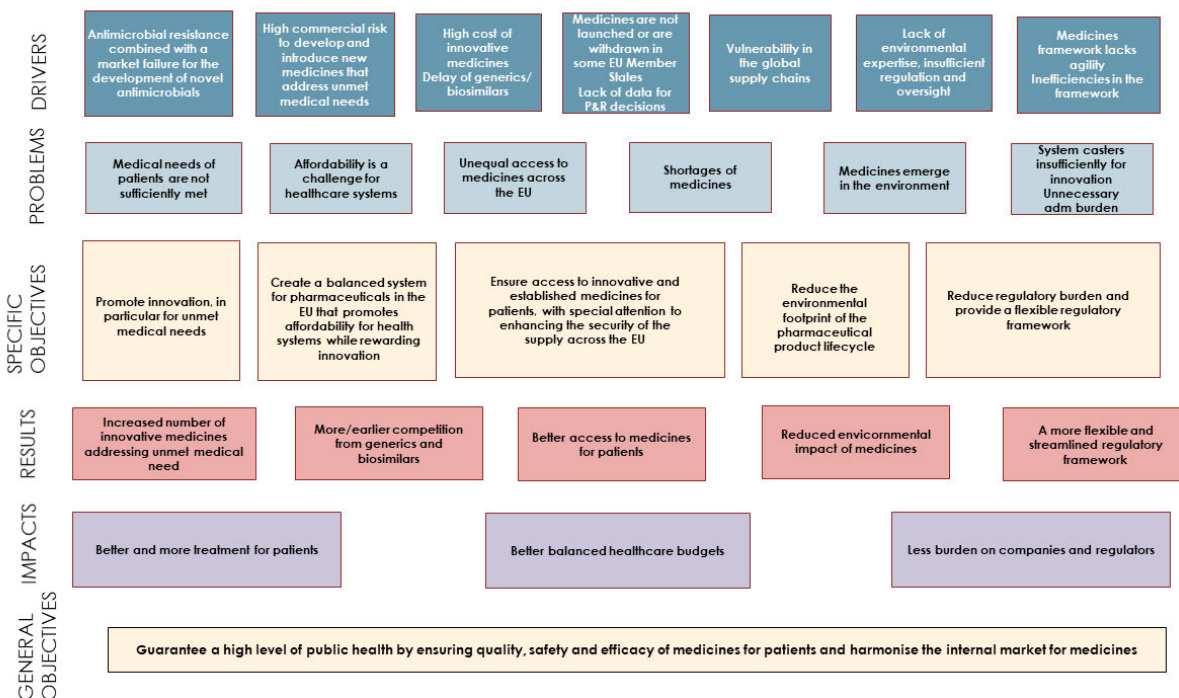 DRIVERS
Antimicrobial resistance
combined with a
market failure for the
development of novel
antimicrobials
High commercial risk
to develop and
introduce new
medicines that
address unmet
medical needs
High cost of
innovative
medicines
Delay of generics/
biosimilars
Medicines are not
launched or are
withdrawn in
some EU Member
States
Lack of data for
P&R decisions
Vulnerability in
the global
supply chains
Lack of
environmental
expertise, insufficient
regulation and
oversight
Medicines
framework lacks
agility
Inefficiencies in the
framework
PROBLEMS
Medical needs of
patients are not
sufficiently met
Affordability is a
challenge for
healthcare systems
Unequal access to
medicines across
the EU
Shortages of
medicines
Medicines emerge
in the environment
System casters
insufficiently for
innovation
Unnecessary
adm burden
SPECIFIC
OBJECTIVES
Promote innovation, in
particular for unmet
medical needs
Create a balanced system
for pharmaceuticals in the
EU that promotes
affordability for health
systems while rewarding
innovation
Ensure access to innovative and
established medicines for
patients, with special attention to
enhancing the security of the
supply across the EU
Reduce the
environmental
footprint of the
pharmaceutical
product lifecycle
Reduce regulatory burden and
provide a flexible regulatory
framework
RESULTS
Increased number of
innovative medicines
addressing unmet medical
need
More/earlier competition
from generics and
biosimilars
Better access to medicines
for patients
Reduced envicornmental
impact of medicines
A more flexible and
streamlined regulatory
framework
IMPACTS
Better and more treatment for patients
Better balanced healthcare budgets
Less burden on companies and regulators
GENERAL
OBJECTIVES
Guarantee a high level of public health by ensuring quality, safety and efficacy of medicines for patients and harmonise the internal market for medicines